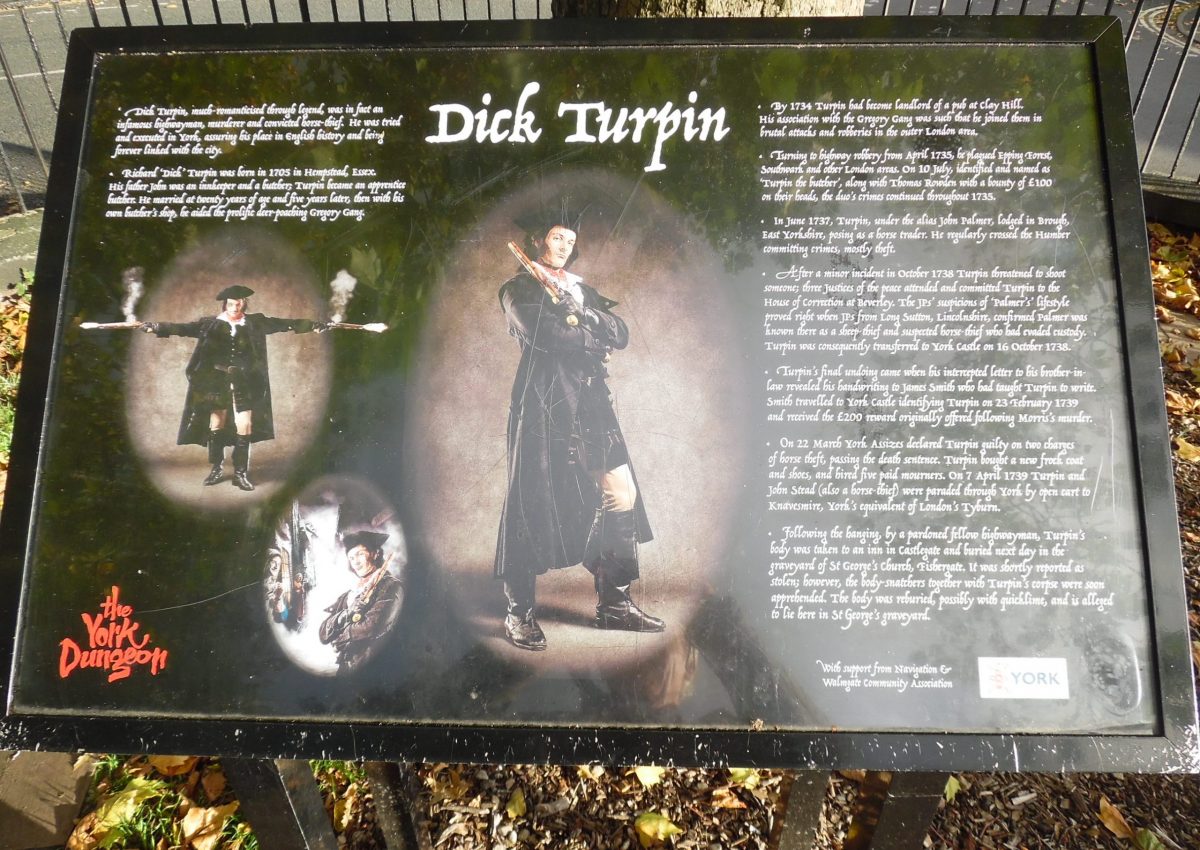 Dick Turpin
• Dick Turpin, much-romanticised through legend, was in fact an
infamous highwayman, murderer and convicted horse-thief. He was tried
and executed in York, assuring his place in English history and being
forever linked with the city.
• Richard 'Dick' Turpin was born in 1705 in Hempstead, Essex.
His father John was an innkeeper and a butcher; Turpin became an apprentice
butcher. He married at twenty years of age and five years later, then with his
own butcher's ship, he aided the prolific deer-poaching Gregory Gang.
the
York
Dungeon
• By 1734 Turpin had become landlord of a pub at Clay Hill.
His association with the Gregory Gang was such that he joined them in
brutal attacks and robberies in the outer London area.
• Turning to highway robbery from April 1735, he plagued Epping Forest,
Southwark and other London areas. On 10 July, identified and named as
'Turpin the butcher', along with Thomas Rowden with a bounty of £100
on their heads, the duo's crimes continued throughout 1735.
• In June 1737, Turpin, under the alias John Palmer, lodged in Brough,
East Yorkshire, posing as a horse trader. He regularly crossed the Humber
committing crimes, mostly theft.
• After a minor incident in October 1738 Turpin threatened to shoot
someone; three justices of the peace attended and committed Turpin to the
House of Correction at Beverley. The JPs' suspicions of 'Palmer's' lifestyle
proved right when JPs from Long Sutton, Lincolnshire, confirmed Palmer was
known there as a sheep-thief and suspected horse-thief who had evaded custody.
Turpin was consequently transferred to York Castle on 16 October 1738.
• Turpin's final undoing came when his intercepted letter to his brother-in-
law revealed his handwriting to James Smith who had taught Turpin to write.
Smith travelled to York Castle identifying Turpin on 23 February 1739
and received the £200 reward originally offered following Morris's murder.
• On 22 March York Assizes declared Turpin guilty on two charges
of horse theft, passing the death sentence. Turpin bought a new frock coat
and shoes, and hired five paid mourners. On 7 April 1739 Turpin and
John Stead (also a horse-thief) were paraded through York by open cart to
Knavesmire, York's equivalent of London's Tyburn.
• Following the hanging, by a pardoned fellow highwayman, Turpin's
body was taken to an inn in Castlegate and buried next day in the
graveyard of St George's Church, Fishergate. It was shortly reported as
stolen; however, the body-snatchers together with Turpin's corpse were soon
apprehended. The body was reburied, possibly with quicklime, and is alleged
to lie here in St George's graveyard.
With support from Navigation &
Walmgate Community Association
YORK